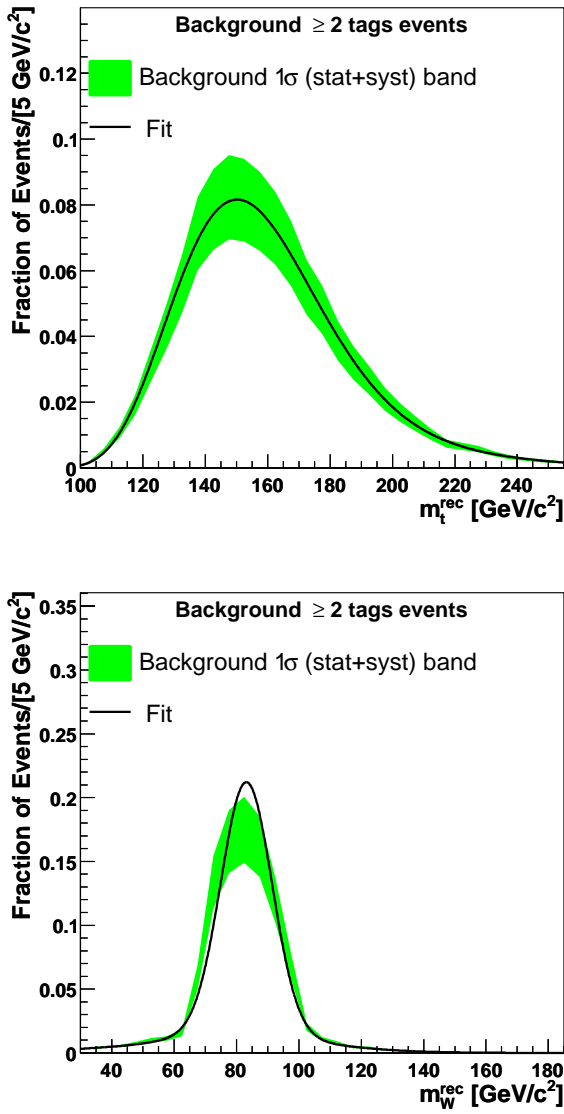 Background ≥ 2 tags events
Background 1σ (stat+syst) band
Fit
Fraction of Events/[5 GeV/c²]
0.12
0.1
0.08
0.06
0.04
0.02
0
100 120 140 160 180 200 220 240
m_t^rec [GeV/c²]
Background ≥ 2 tags events
Background 1σ (stat+syst) band
Fit
Fraction of Events/[5 GeV/c²]
0.35
0.3
0.25
0.2
0.15
0.1
0.05
0
40 60 80 100 120 140 160 180
m_W^rec [GeV/c²]